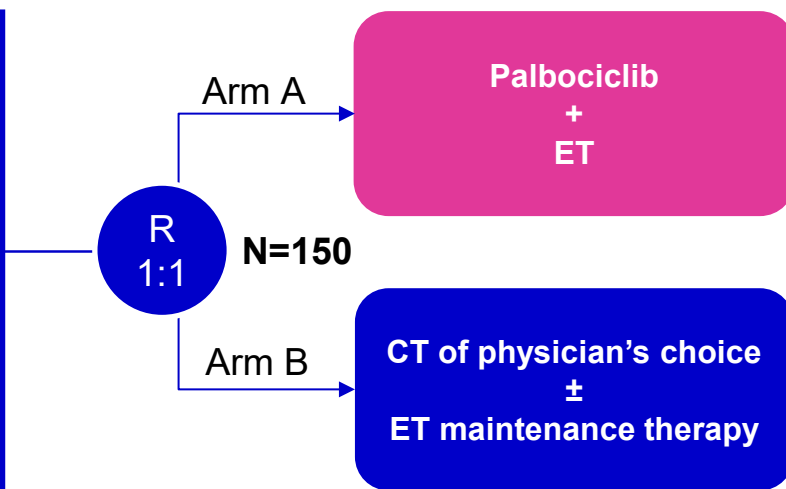 Arm A
Palbociclib
+
ET
R
1:1
N=150
Arm B
CT of physician’s choice
±
ET maintenance therapy